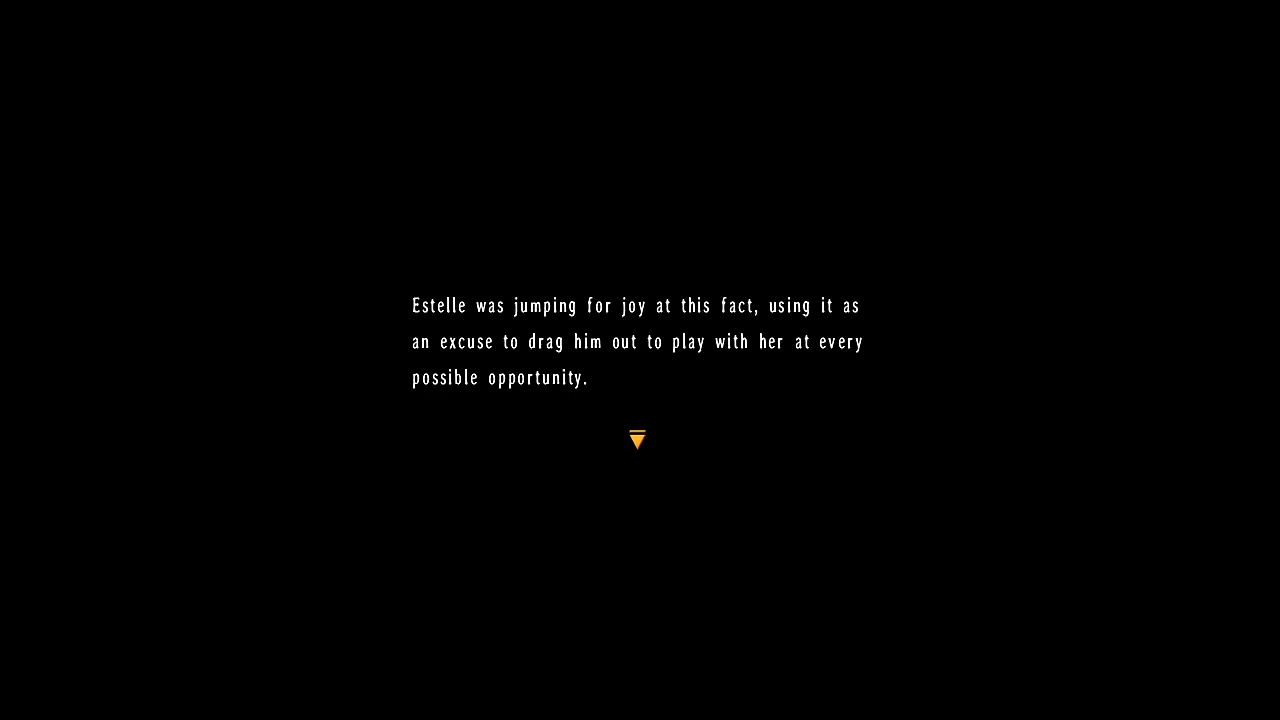 Estelle was jumping for joy at this fact, using it as
an excuse to drag him out to play with her at every
possible opportunity.